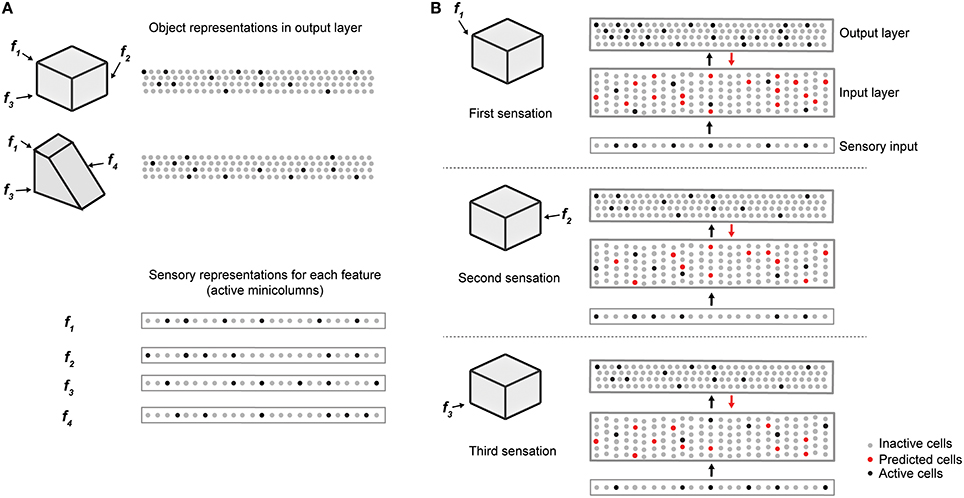 A
Object representations in output layer
f1
f2
f3
f1
f4
f3
Sensory representations for each feature
(active minicolumns)
f1
f2
f3
f4
B
f1
First sensation
Output layer
Input layer
Sensory input
f2
Second sensation
f3
Third sensation
Inactive cells
Predicted cells
Active cells